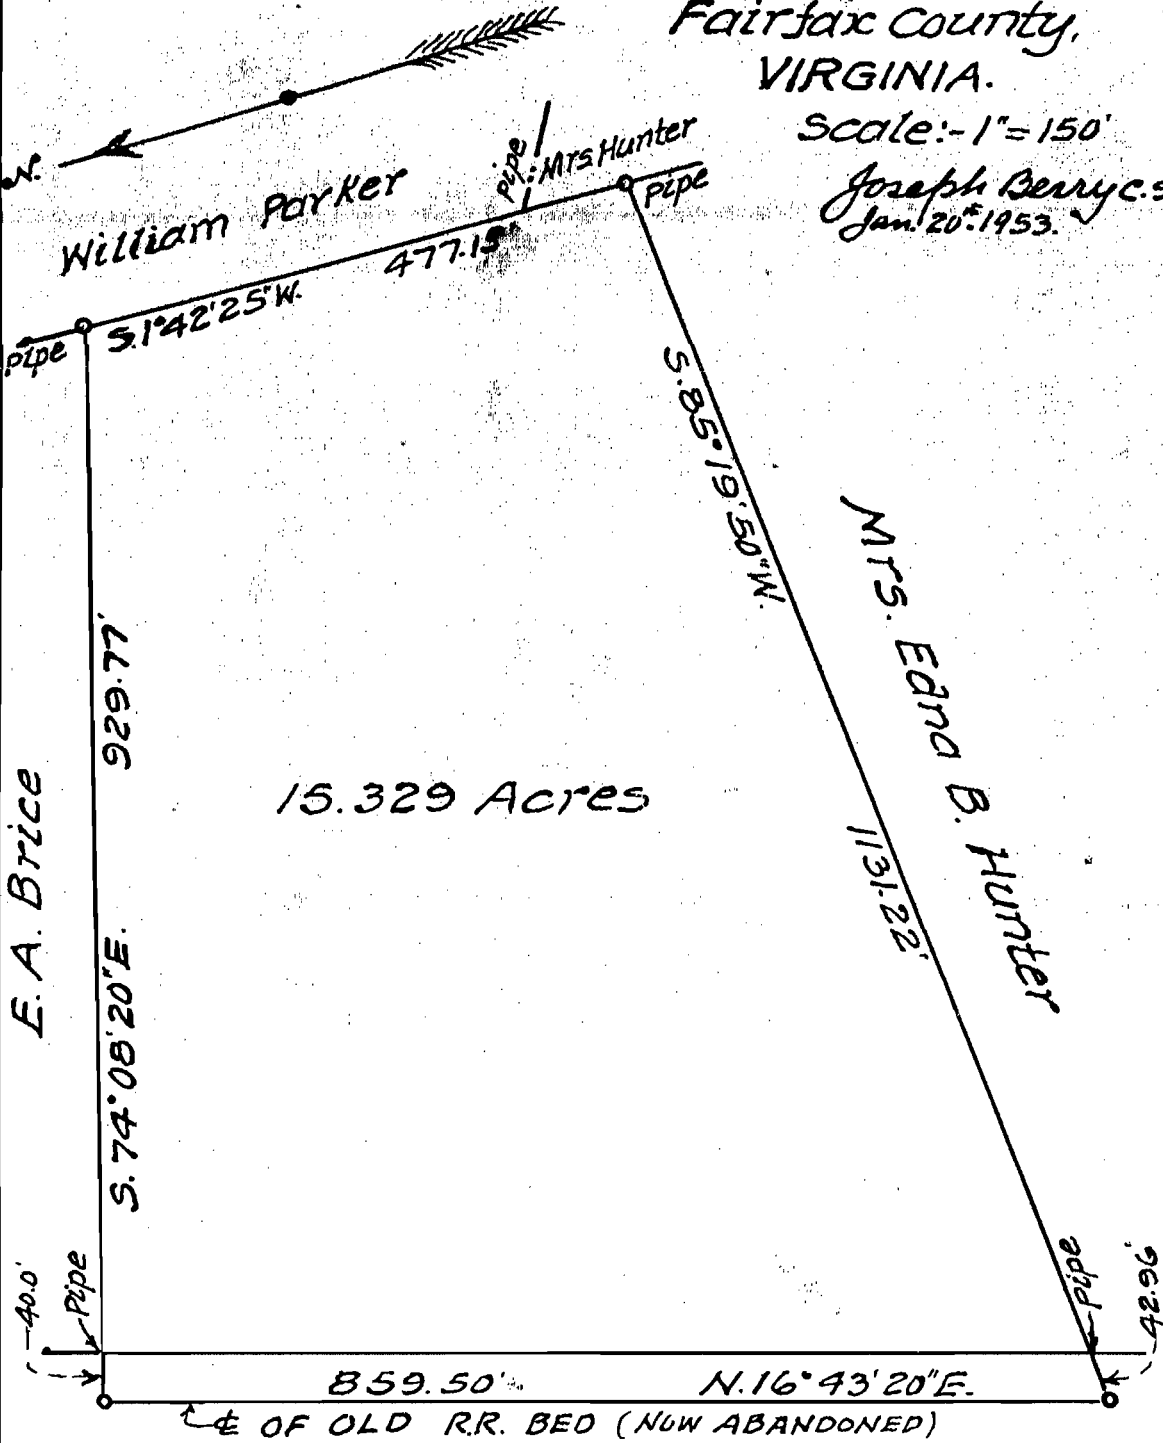 Fairfax County,
VIRGINIA.
Scale:- 1"= 150'
Joseph Berry C.S.
Jan. 20th 1953.
N.
William Parker
Pipe
Mrs Hunter
Pipe
477.15'
S.1°42'25"W.
Pipe
S.85°19'50"W.
Mrs. Edna B. Hunter
1131.22'
929.77'
E. A. Brice
15.329 Acres
S.74°08'20"E.
40.0'
Pipe
Pipe
42.96'
859.50'
N.16°43'20"E.
℄ OF OLD R.R. BED (NOW ABANDONED)